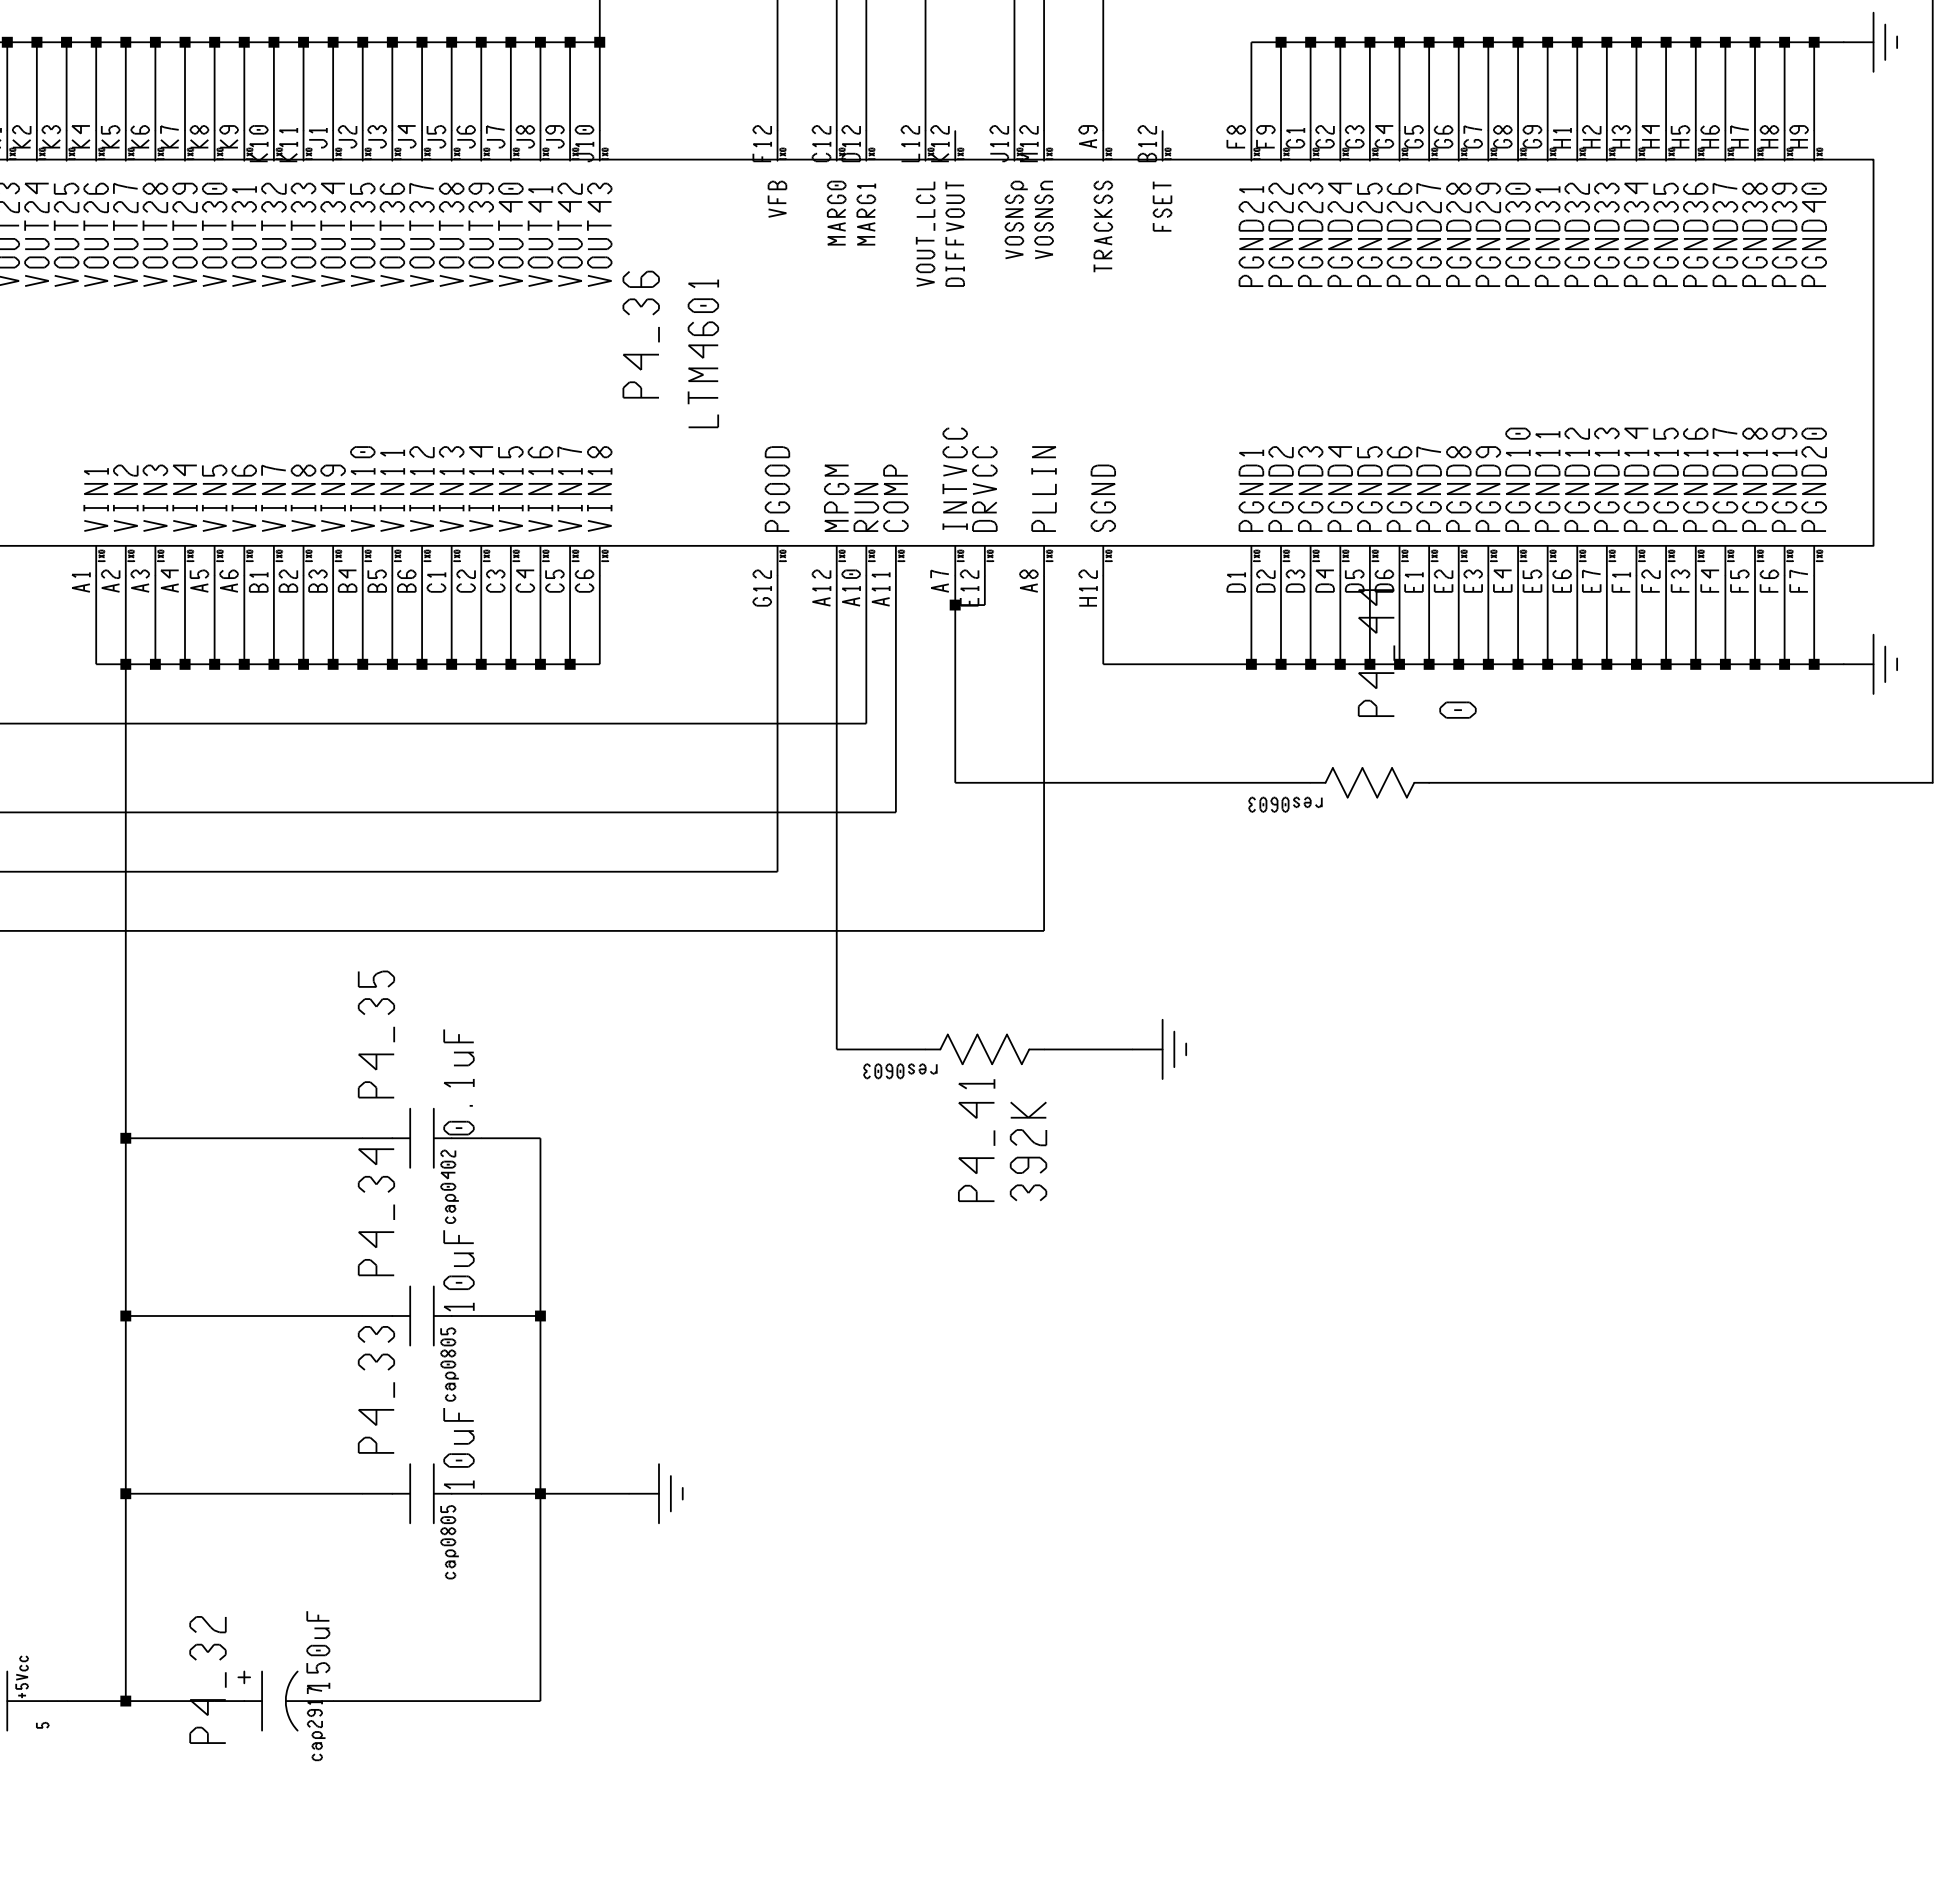 K2
K3
K4
K5
K6
K7
K8
K9
K10
K11
J1
J2
J3
J4
J5
J6
J7
J8
J9
J10
F12
C12
D12
L12
K12
J12
M12
A9
B12
F8
F9
G1
G2
G3
G4
G5
G6
G7
G8
G9
H1
H2
H3
H4
H5
H6
H7
H8
H9
VOUT23
VOUT24
VOUT25
VOUT26
VOUT27
VOUT28
VOUT29
VOUT30
VOUT31
VOUT32
VOUT33
VOUT34
VOUT35
VOUT36
VOUT37
VOUT38
VOUT39
VOUT40
VOUT41
VOUT42
VOUT43
VFB
MARG0
MARG1
VOUT_LCL
DIFFVOUT
VOSNSp
VOSNSn
TRACKSS
FSET
PGND21
PGND22
PGND23
PGND24
PGND25
PGND26
PGND27
PGND28
PGND29
PGND30
PGND31
PGND32
PGND33
PGND34
PGND35
PGND36
PGND37
PGND38
PGND39
PGND40
P4_36
LTM4601
VIN1
VIN2
VIN3
VIN4
VIN5
VIN6
VIN7
VIN8
VIN9
VIN10
VIN11
VIN12
VIN13
VIN14
VIN15
VIN16
VIN17
VIN18
PGOOD
MPGM
RUN
COMP
INTVCC
DRVCC
PLLIN
SGND
PGND1
PGND2
PGND3
PGND4
PGND5
PGND6
PGND7
PGND8
PGND9
PGND10
PGND11
PGND12
PGND13
PGND14
PGND15
PGND16
PGND17
PGND18
PGND19
PGND20
A1
A2
A3
A4
A5
A6
B1
B2
B3
B4
B5
B6
C1
C2
C3
C4
C5
C6
G12
A12
A10
A11
A7
E12
A8
H12
D1
D2
D3
D4
D5
D6
E1
E2
E3
E4
E5
E6
E7
F1
F2
F3
F4
F5
F6
F7
P4_44
0
res0603
P4_35
0.1uF
cap0402
res0603
P4_41
392K
P4_34
10uF
cap0805
P4_33
10uF
cap0805
P4_32
+
150uF
cap2917
+5Vcc
5